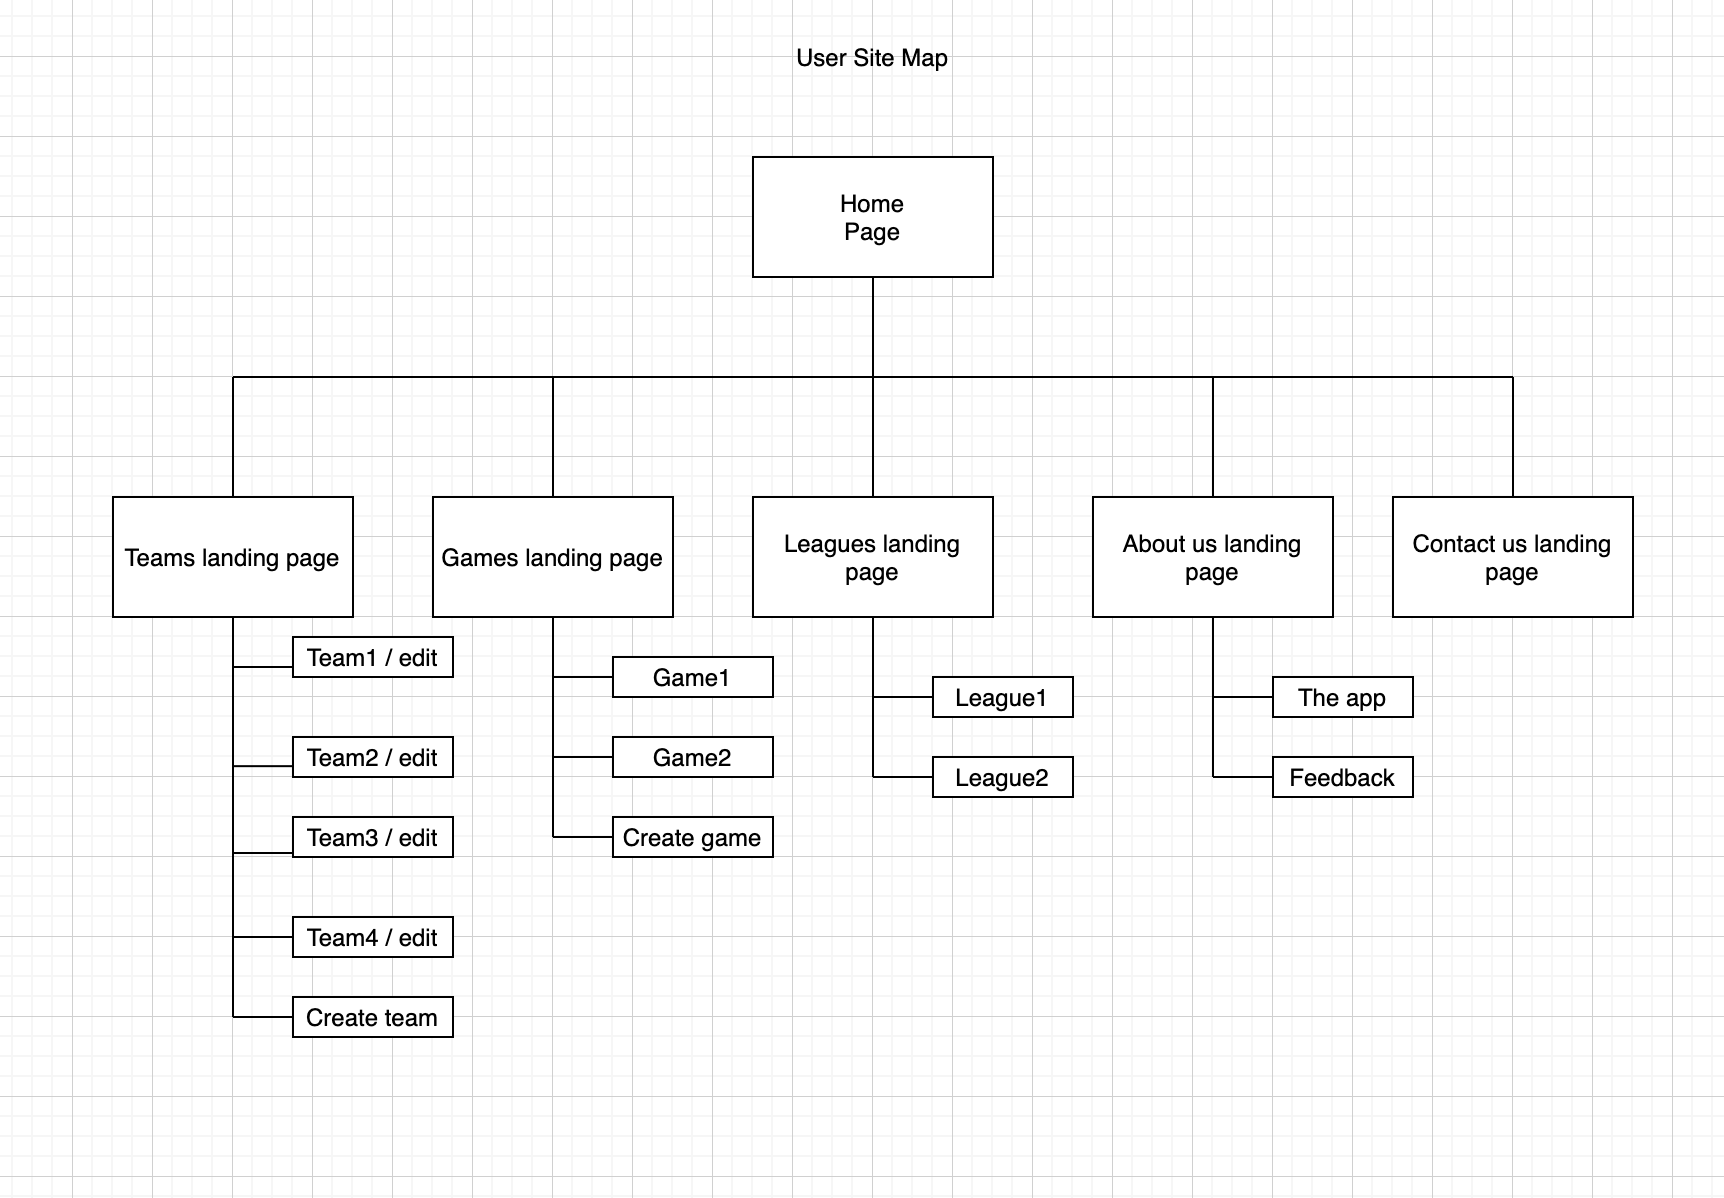 User Site Map
Home
Page
Teams landing page
Games landing page
Leagues landing
page
About us landing
page
Contact us landing
page
Team1 / edit
Team2 / edit
Team3 / edit
Team4 / edit
Create team
Game1
Game2
Create game
League1
League2
The app
Feedback